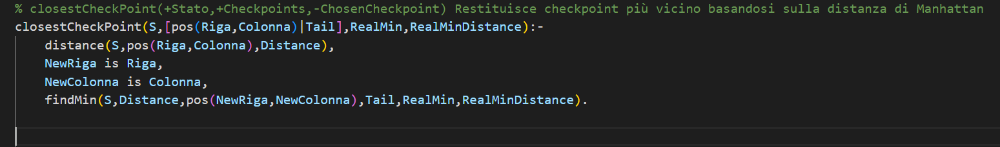 % closestCheckPoint(+Stato,+Checkpoints,-ChosenCheckpoint) Restituisce checkpoint più vicino basandosi sulla distanza di Manhattan
closestCheckPoint(S,[pos(Riga,Colonna)|Tail],RealMin,RealMinDistance):-
    distance(S,pos(Riga,Colonna),Distance),
    NewRiga is Riga,
    NewColonna is Colonna,
    findMin(S,Distance,pos(NewRiga,NewColonna),Tail,RealMin,RealMinDistance).